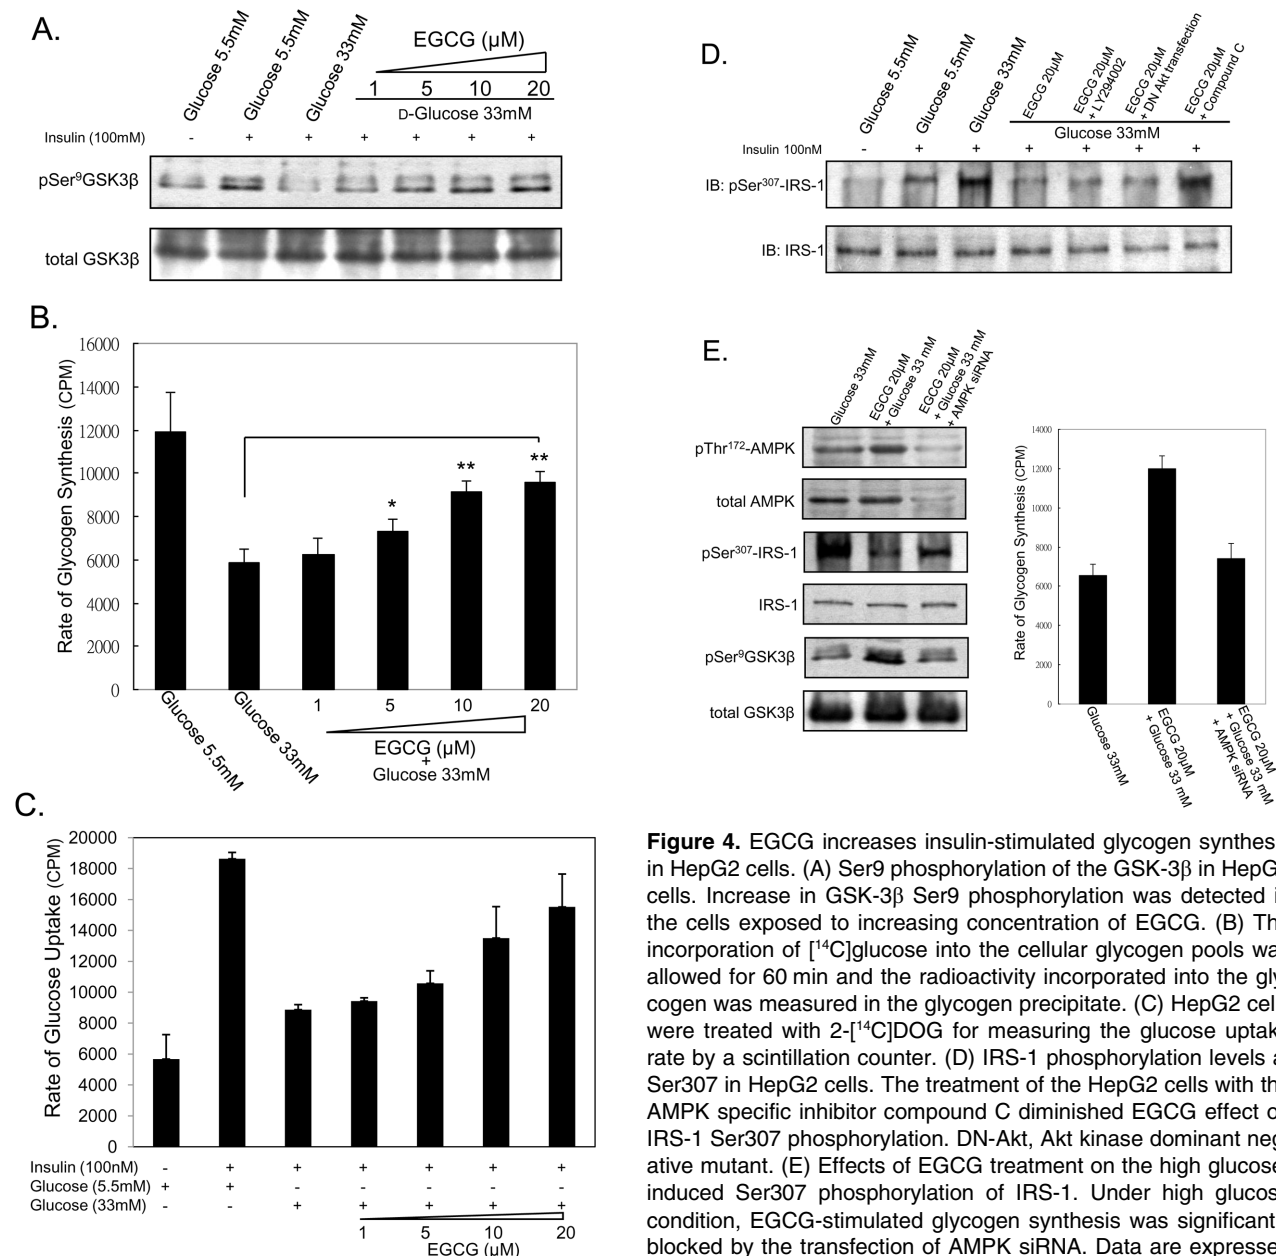 A.
Glucose 5.5mM
Glucose 5.5mM
Glucose 33mM
EGCG (µM)
1 5 10 20
D-Glucose 33mM
Insulin (100mM) - + + + + + +
pSer⁹GSK3β
total GSK3β
B.
Rate of Glycogen Synthesis (CPM)
16000
14000
12000
10000
8000
6000
4000
2000
0
* ** **
Glucose 5.5mM
Glucose 33mM
1 5 10 20
EGCG (µM)
+
Glucose 33mM
C.
Rate of Glucose Uptake (CPM)
20000
18000
16000
14000
12000
10000
8000
6000
4000
2000
0
Insulin (100nM) - + + + + + +
Glucose (5.5mM) + + - - - - -
Glucose (33mM) - - + + + + +
1 5 10 20
EGCG (µM)
D.
Glucose 5.5mM
Glucose 5.5mM
Glucose 33mM
EGCG 20µM
EGCG 20µM
+ LY294002
EGCG 20µM
+ DN Akt transfection
EGCG 20µM
+ Compound C
Glucose 33mM
Insulin 100nM - + + + + + +
IB: pSer³⁰⁷-IRS-1
IB: IRS-1
E.
Glucose 33mM
EGCG 20µM
+ Glucose 33 mM
EGCG 20µM
+ Glucose 33 mM
+ AMPK siRNA
pThr¹⁷²-AMPK
total AMPK
pSer³⁰⁷-IRS-1
IRS-1
pSer⁹GSK3β
total GSK3β
Rate of Glycogen Synthesis (CPM)
14000
12000
10000
8000
6000
4000
2000
0
Glucose 33mM
EGCG 20µM
+ Glucose 33 mM
EGCG 20µM
+ Glucose 33 mM
+ AMPK siRNA
Figure 4. EGCG increases insulin-stimulated glycogen synthes
in HepG2 cells. (A) Ser9 phosphorylation of the GSK-3β in HepG
cells. Increase in GSK-3β Ser9 phosphorylation was detected i
the cells exposed to increasing concentration of EGCG. (B) Th
incorporation of [¹⁴C]glucose into the cellular glycogen pools wa
allowed for 60 min and the radioactivity incorporated into the gly
cogen was measured in the glycogen precipitate. (C) HepG2 cel
were treated with 2-[¹⁴C]DOG for measuring the glucose uptak
rate by a scintillation counter. (D) IRS-1 phosphorylation levels a
Ser307 in HepG2 cells. The treatment of the HepG2 cells with th
AMPK specific inhibitor compound C diminished EGCG effect o
IRS-1 Ser307 phosphorylation. DN-Akt, Akt kinase dominant neg
ative mutant. (E) Effects of EGCG treatment on the high glucose
induced Ser307 phosphorylation of IRS-1. Under high glucos
condition, EGCG-stimulated glycogen synthesis was significant
blocked by the transfection of AMPK siRNA. Data are expresse